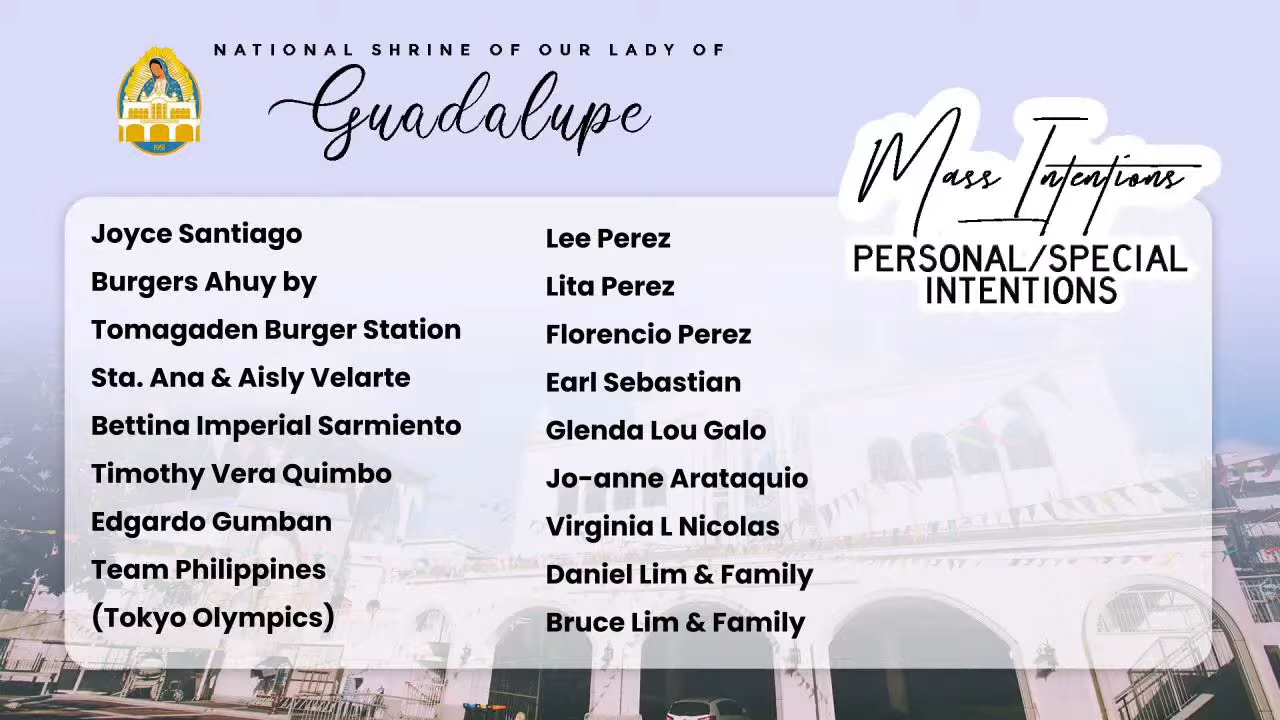 NATIONAL SHRINE OF OUR LADY OF
Guadalupe
1951
Mass Intentions
PERSONAL/SPECIAL
INTENTIONS
Joyce Santiago
Burgers Ahuy by
Tomagaden Burger Station
Sta. Ana & Aisly Velarte
Bettina Imperial Sarmiento
Timothy Vera Quimbo
Edgardo Gumban
Team Philippines
(Tokyo Olympics)
Lee Perez
Lita Perez
Florencio Perez
Earl Sebastian
Glenda Lou Galo
Jo-anne Arataquio
Virginia L Nicolas
Daniel Lim & Family
Bruce Lim & Family